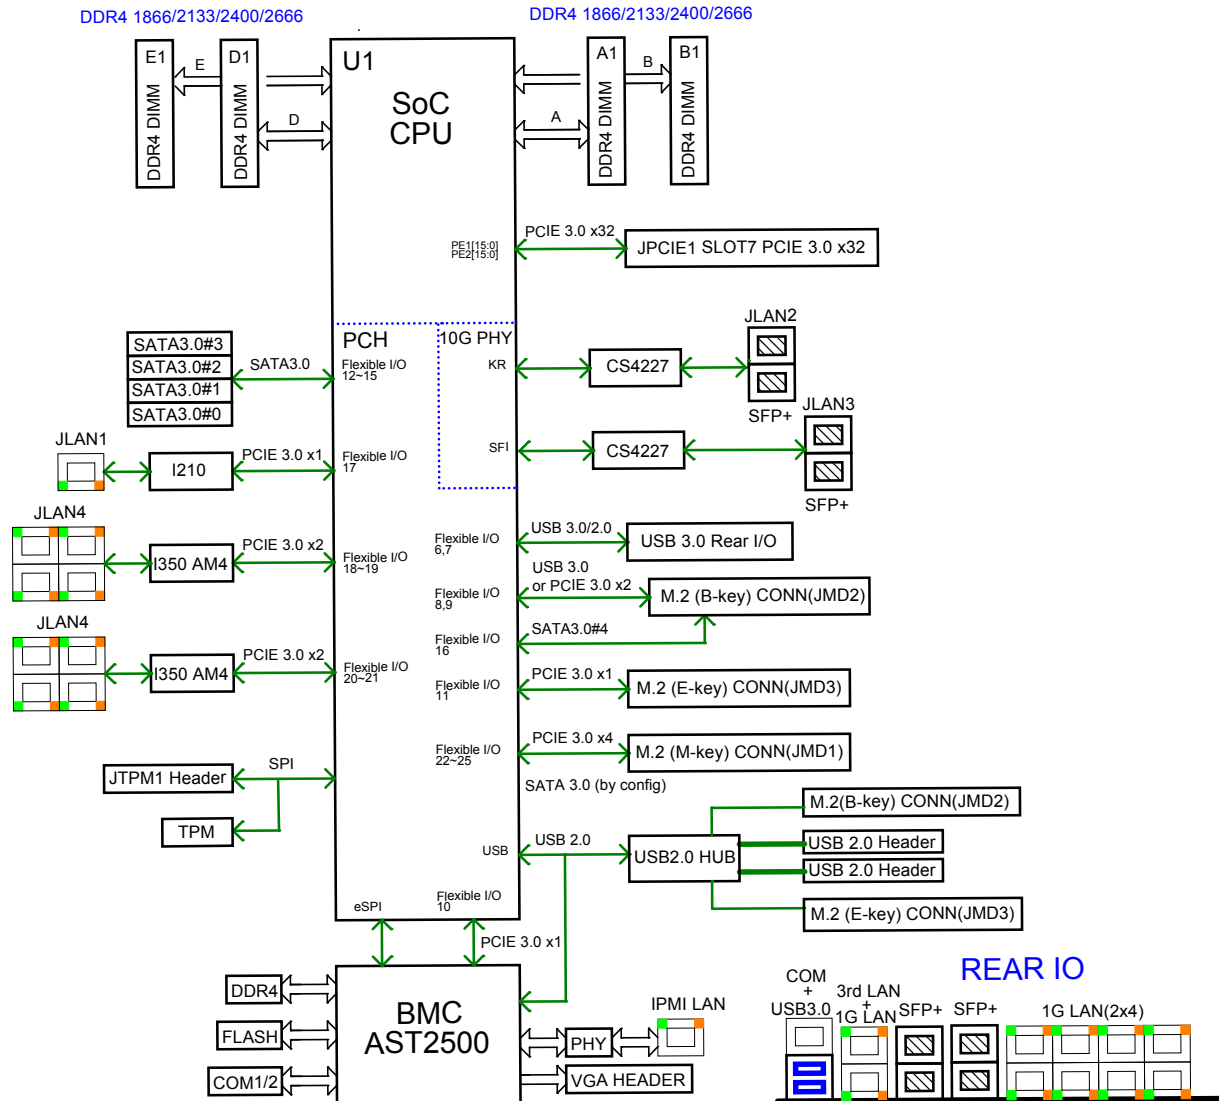 DDR4 1866/2133/2400/2666
DDR4 1866/2133/2400/2666
E1
DDR4 DIMM
E
D1
DDR4 DIMM
D
U1
SoC
CPU
A1
DDR4 DIMM
A
B
B1
DDR4 DIMM
PE1[15:0]
PE2[15:0]
PCIE 3.0 x32
JPCIE1 SLOT7 PCIE 3.0 x32
SATA3.0#3
SATA3.0#2
SATA3.0#1
SATA3.0#0
SATA3.0
PCH
Flexible I/O
12~15
10G PHY
KR
CS4227
JLAN2
SFP+
SFI
CS4227
JLAN3
SFP+
JLAN1
I210
PCIE 3.0 x1
Flexible I/O
17
JLAN4
I350 AM4
PCIE 3.0 x2
Flexible I/O
18~19
JLAN4
I350 AM4
PCIE 3.0 x2
Flexible I/O
20~21
Flexible I/O
6,7
USB 3.0/2.0
USB 3.0 Rear I/O
Flexible I/O
8,9
USB 3.0
or PCIE 3.0 x2
M.2 (B-key) CONN(JMD2)
Flexible I/O
16
SATA3.0#4
Flexible I/O
11
PCIE 3.0 x1
M.2 (E-key) CONN(JMD3)
Flexible I/O
22~25
PCIE 3.0 x4
M.2 (M-key) CONN(JMD1)
SATA 3.0 (by config)
JTPM1 Header
SPI
TPM
USB
USB 2.0
USB2.0 HUB
M.2(B-key) CONN(JMD2)
USB 2.0 Header
USB 2.0 Header
M.2 (E-key) CONN(JMD3)
eSPI
Flexible I/O
10
PCIE 3.0 x1
BMC
AST2500
DDR4
FLASH
COM1/2
PHY
IPMI LAN
VGA HEADER
REAR IO
COM
+
USB3.0
3rd LAN
+
1G LAN
SFP+
SFP+
1G LAN(2x4)